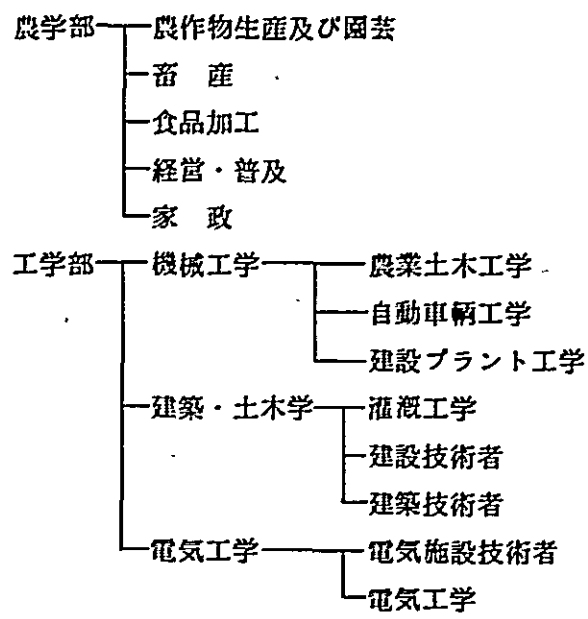 農学部 農作物生産及び園芸
畜 産
食品加工
経営・普及
家 政
工学部 機械工学 農業土木工学
自動車輌工学
建設プラント工学
建築・土木学 灌漑工学
建設技術者
建築技術者
電気工学 電気施設技術者
電気工学